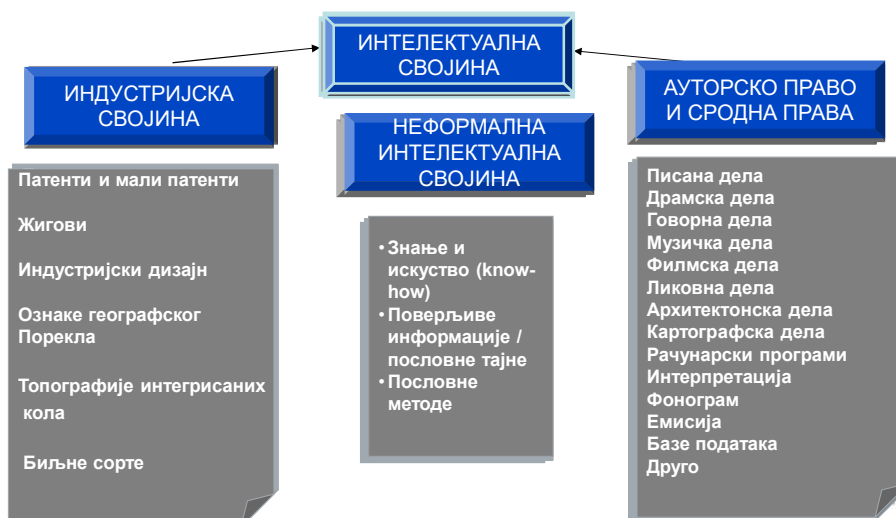 ИНТЕЛЕКТУАЛНА
СВОЈИНА
ИНДУСТРИЈСКА
СВОЈИНА
Патенти и мали патенти
Жигови
Индустријски дизајн
Ознаке географског
Порекла
Топографије интегрисаних
кола
Биљне сорте
НЕФОРМАЛНА
ИНТЕЛЕКТУАЛНА
СВОЈИНА
• Знање и
искуство (know-
how)
• Поверљиве
информације /
пословне тајне
• Пословне
методе
АУТОРСКО ПРАВО
И СРОДНА ПРАВА
Писана дела
Драмска дела
Говорна дела
Музичка дела
Филмска дела
Ликовна дела
Архитектонска дела
Картографска дела
Рачунарски програми
Интерпретација
Фонограм
Емисија
Базе података
Друго